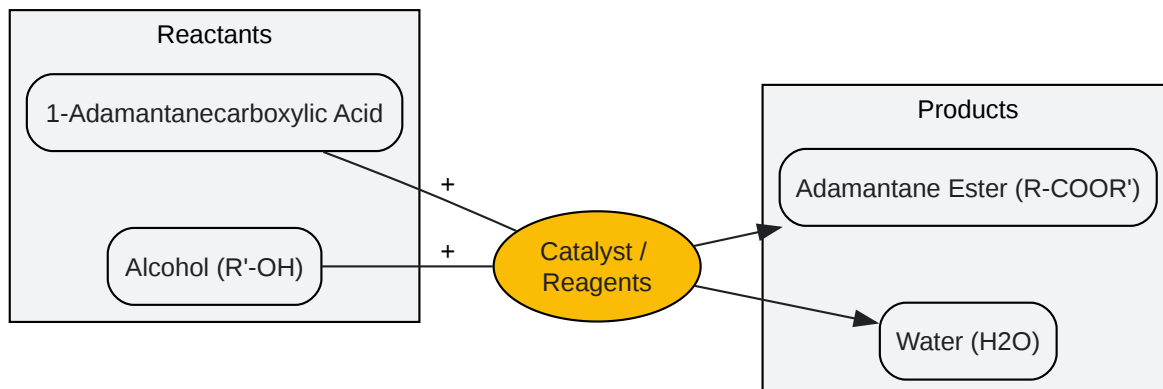 Reactants
1-Adamantanecarboxylic Acid
Alcohol (R'-OH)
+
+
Catalyst /
Reagents
Products
Adamantane Ester (R-COOR')
Water (H2O)